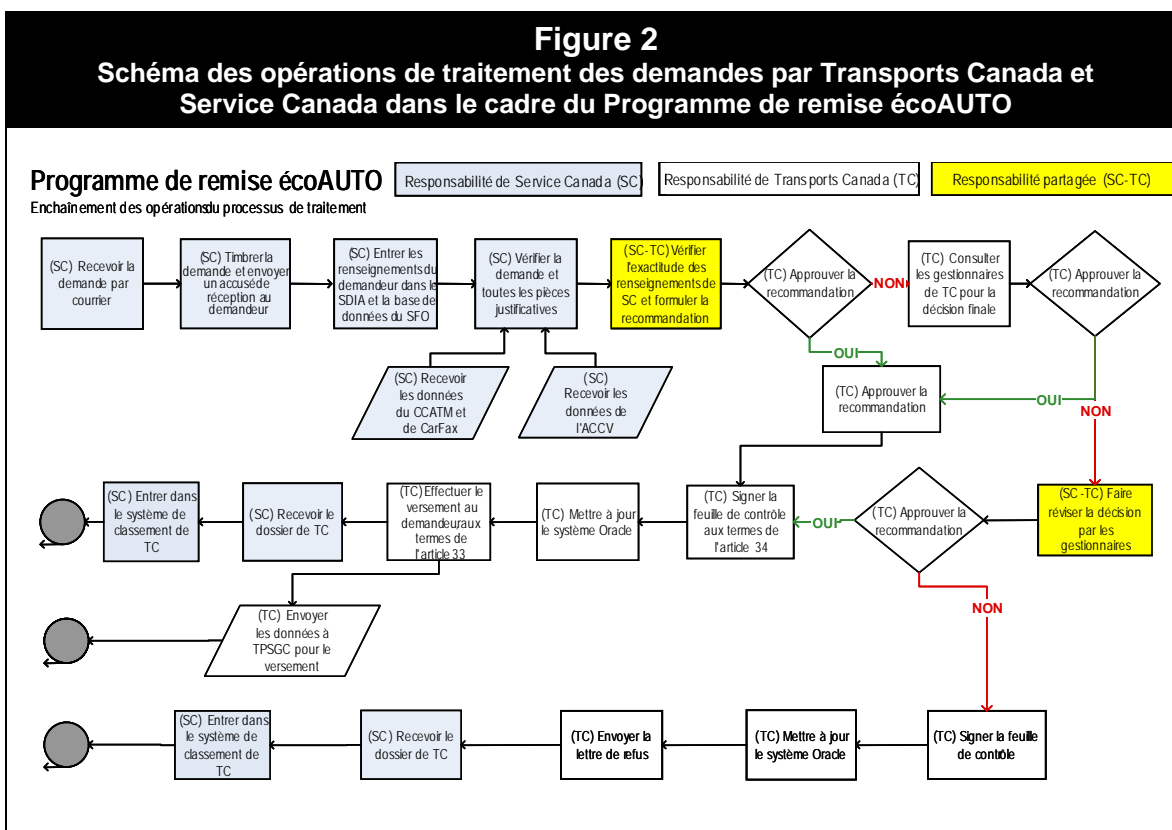 Figure 2
Schéma des opérations de traitement des demandes par Transports Canada et
Service Canada dans le cadre du Programme de remise écoAUTO
Programme de remise écoAUTO
Responsabilité de Service Canada (SC)
Responsabilité de Transports Canada (TC)
Responsabilité partagée (SC-TC)
Enchaînement des opérations du processus de traitement
(SC) Recevoir la
demande par
courrier
(SC) Timbrer la
demande et envoyer
un accusé de
réception au
demandeur
(SC) Entrer les
renseignements du
demandeur dans le
SDIA et la base de
données du SFO
(SC) Vérifier la
demande et
toutes les pièces
justificatives
(SC-TC) Vérifier
l'exactitude des
renseignements
de SC et formuler la
recommandation
(TC) Approuver la
recommandation
NON
(TC) Consulter
les gestionnaires
de TC pour la
décision finale
(TC) Approuver la
recommandation
OUI
(SC) Recevoir
les données
du CCATM et
de CarFax
(SC)
Recevoir les
données de
l'ACCV
(TC) Approuver la
recommandation
OUI
NON
(SC) Entrer dans
le système de
classement de
TC
(SC) Recevoir le
dossier de TC
(TC) Effectuer le
versement au
demandeur, aux
termes de
l'article 33
(TC) Mettre à jour
le système Oracle
(TC) Signer la
feuille de contrôle
aux termes de
l'article 34
OUI
(TC) Approuver la
recommandation
(SC-TC) Faire
réviser la décision
par les
gestionnaires
NON
(TC) Envoyer
les données à
TPSGC pour le
versement
(SC) Entrer dans
le système de
classement de
TC
(SC) Recevoir le
dossier de TC
(TC) Envoyer la
lettre de refus
(TC) Mettre à jour
le système Oracle
(TC) Signer la feuille
de contrôle